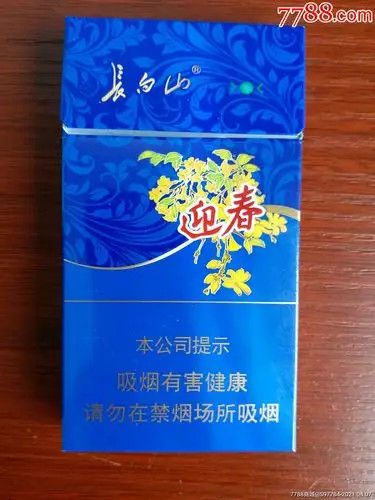 7788.com
長白山®
迎春
本公司提示
吸烟有害健康
请勿在禁烟场所吸烟